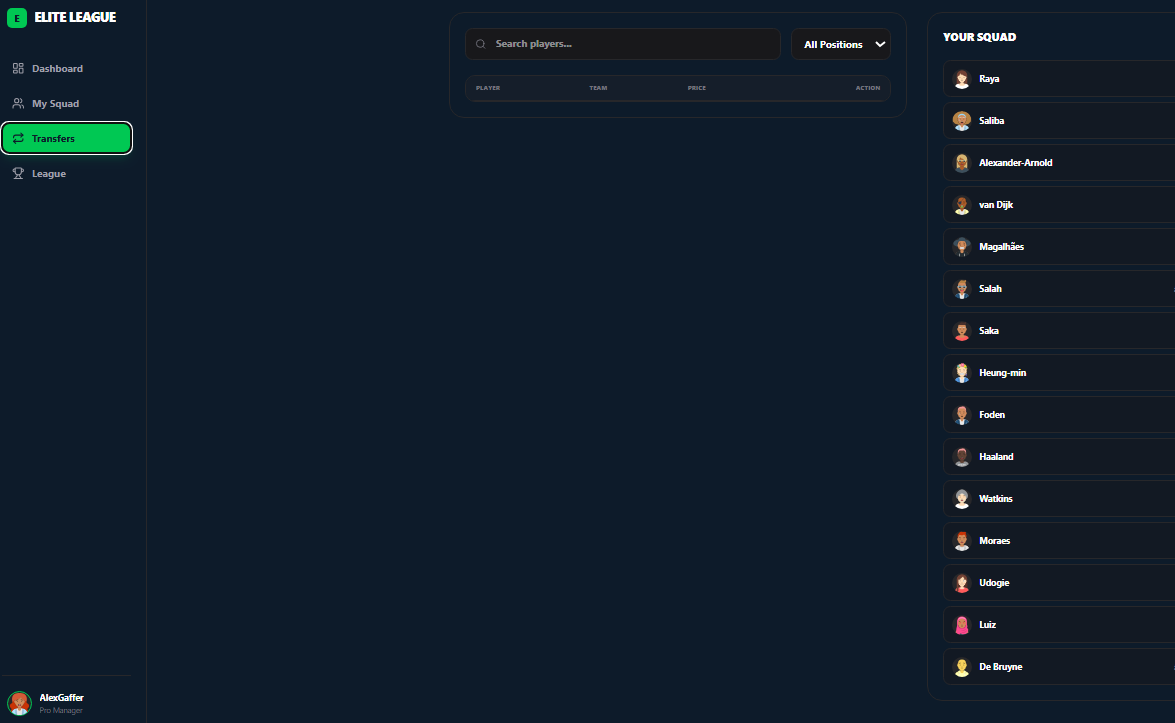 E ELITE LEAGUE
Dashboard
My Squad
Transfers
League
AlexGaffer
Pro Manager
Search players...
All Positions
PLAYER TEAM PRICE ACTION
YOUR SQUAD
Raya
Saliba
Alexander-Arnold
van Dijk
Magalhães
Salah
Saka
Heung-min
Foden
Haaland
Watkins
Moraes
Udogie
Luiz
De Bruyne